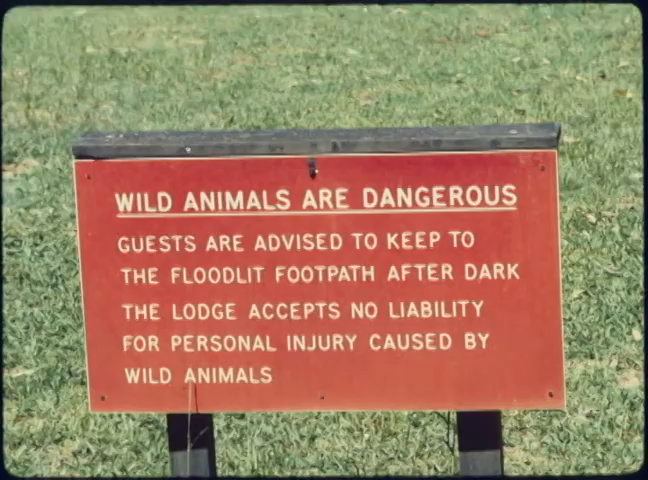 WILD ANIMALS ARE DANGEROUS
GUESTS ARE ADVISED TO KEEP TO
THE FLOODLIT FOOTPATH AFTER DARK
THE LODGE ACCEPTS NO LIABILITY
FOR PERSONAL INJURY CAUSED BY
WILD ANIMALS